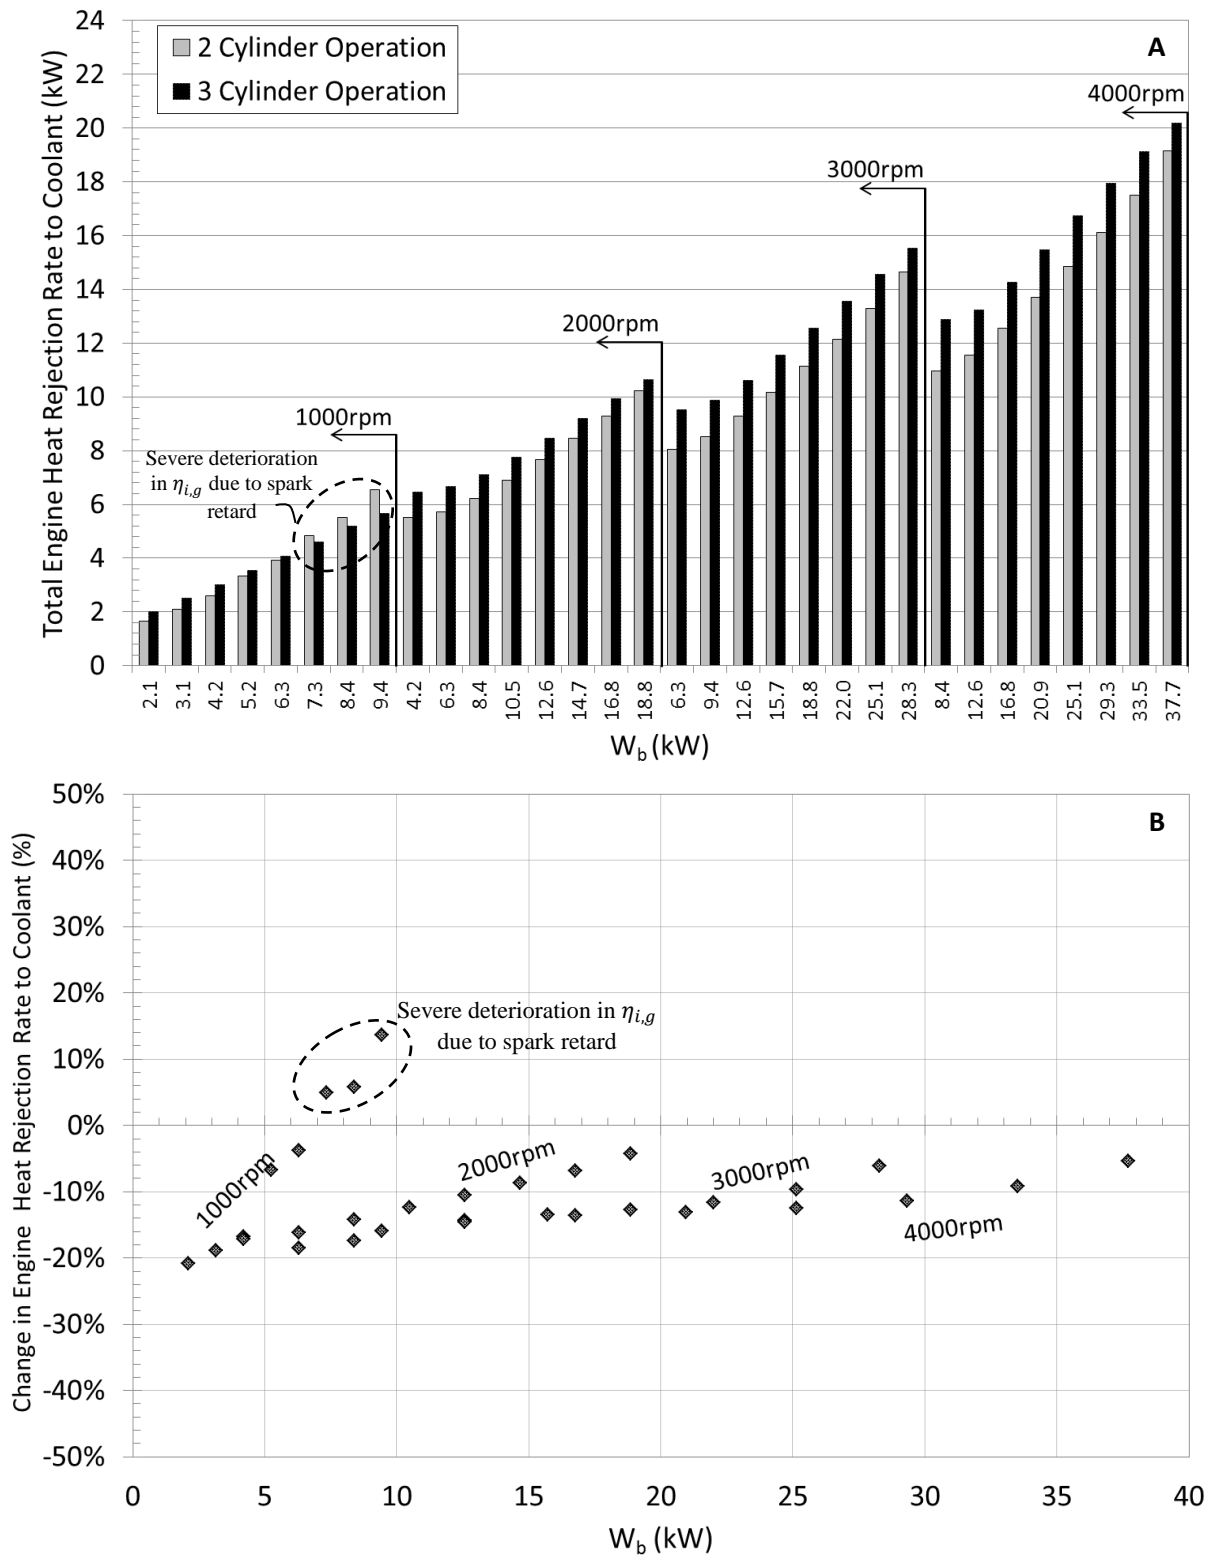 A
2 Cylinder Operation
3 Cylinder Operation
Total Engine Heat Rejection Rate to Coolant (kW)
24
22
20
18
16
14
12
10
8
6
4
2
0
4000rpm
3000rpm
2000rpm
1000rpm
Severe deterioration
in ηi,g due to spark
retard
2.1 3.1 4.2 5.2 6.3 7.3 8.4 9.4 4.2 6.3 8.4 10.5 12.6 14.7 16.8 18.8 6.3 9.4 12.6 15.7 18.8 22.0 25.1 28.3 8.4 12.6 16.8 20.9 25.1 29.3 33.5 37.7
Wb (kW)
B
Change in Engine Heat Rejection Rate to Coolant (%)
50%
40%
30%
20%
10%
0%
-10%
-20%
-30%
-40%
-50%
Severe deterioration in ηi,g
due to spark retard
1000rpm
2000rpm
3000rpm
4000rpm
0 5 10 15 20 25 30 35 40
Wb (kW)